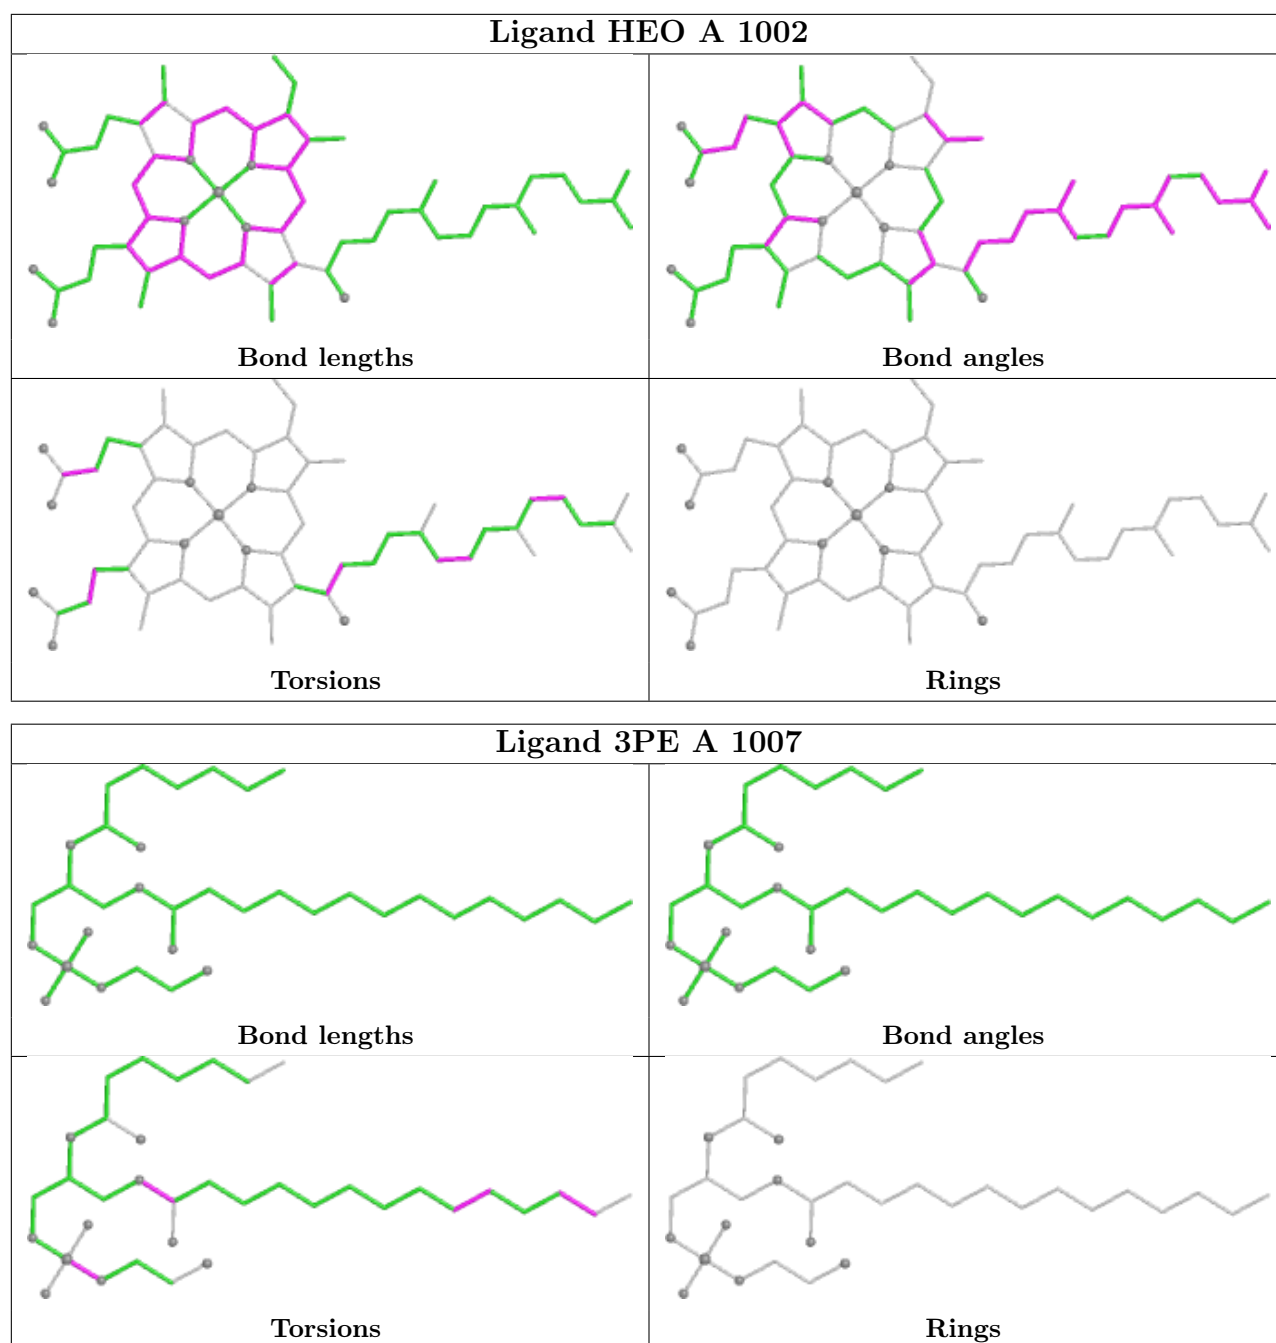 Ligand HEO A 1002
Bond lengths
Bond angles
Torsions
Rings
Ligand 3PE A 1007
Bond lengths
Bond angles
Torsions
Rings